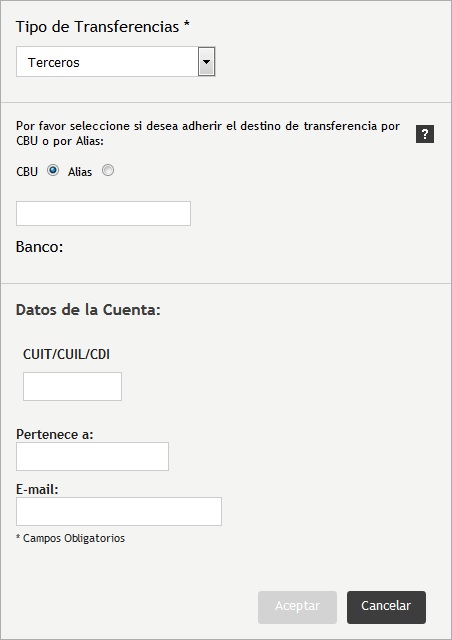 Tipo de Transferencias *
Terceros
Por favor seleccione si desea adherir el destino de transferencia por
CBU o por Alias:
?
CBU Alias
Banco:
Datos de la Cuenta:
CUIT/CUIL/CDI
Pertenece a:
E-mail:
* Campos Obligatorios
Aceptar Cancelar